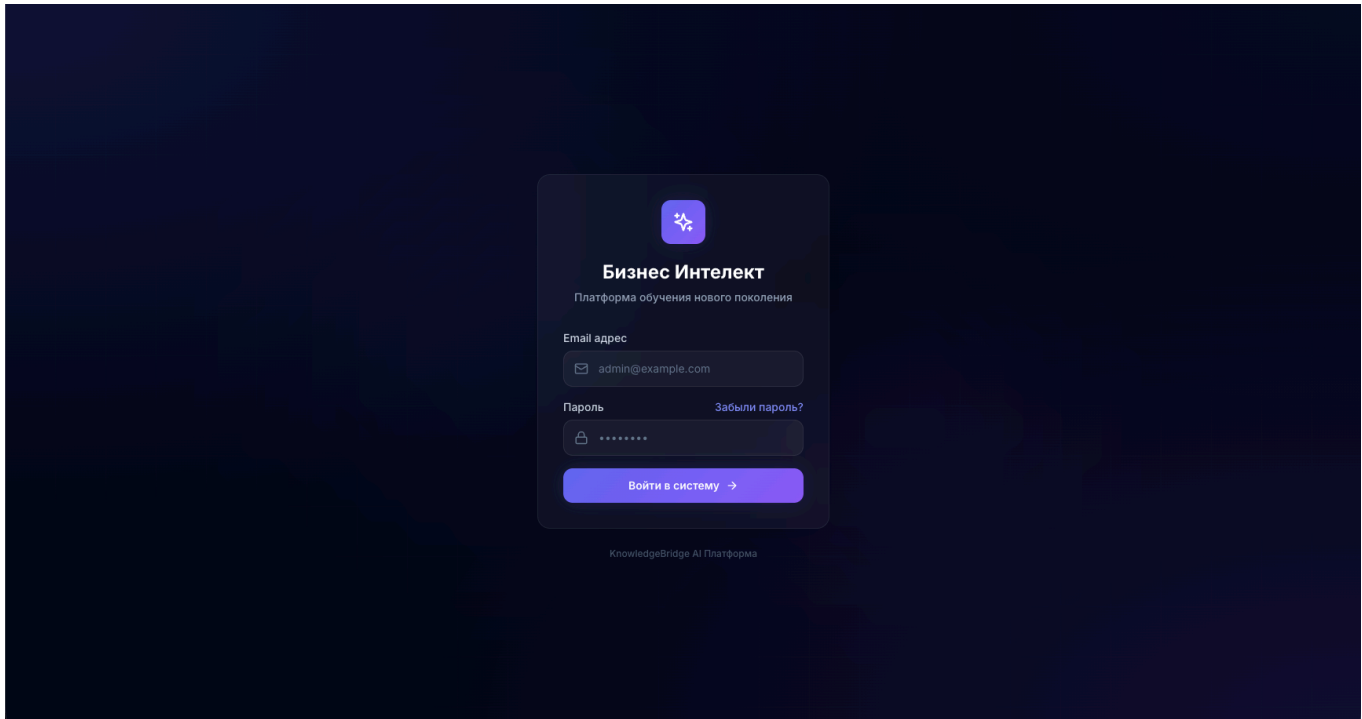 Бизнес Интелект
Платформа обучения нового поколения
Email адрес
admin@example.com
Пароль Забыли пароль?
••••••••
Войти в систему →
KnowledgeBridge AI Платформа